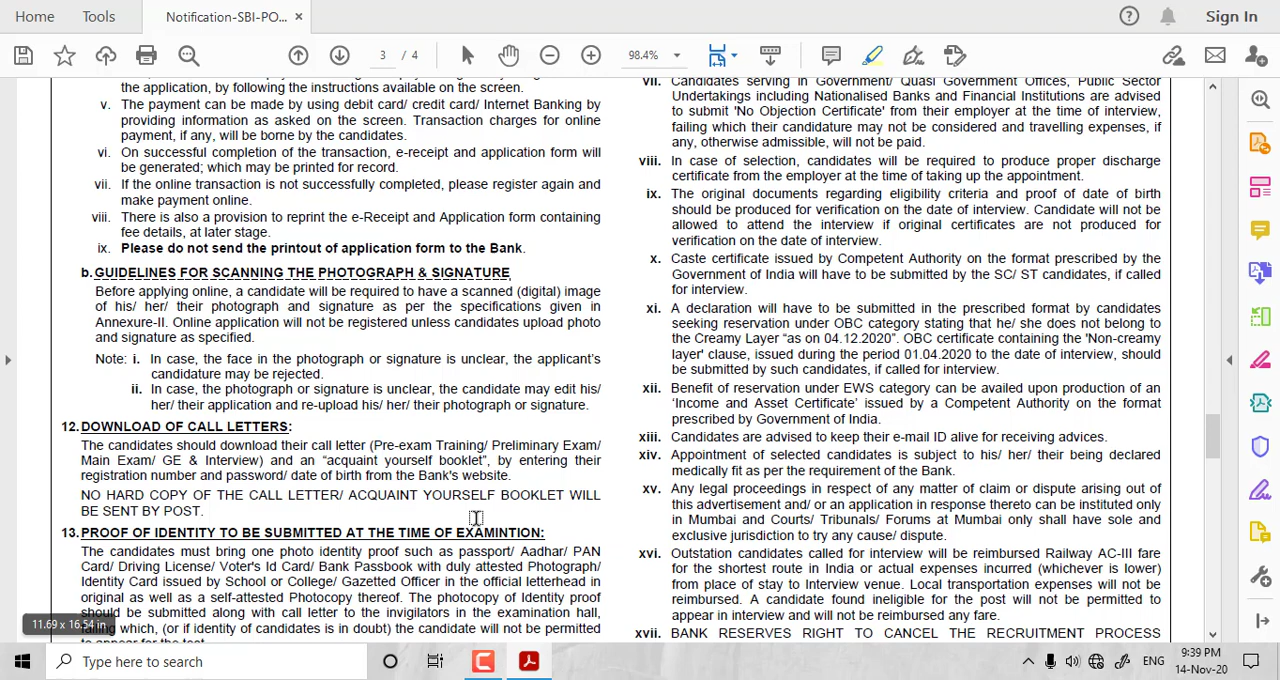 Home
Tools
Notification-SBI-PO...
×
Sign In
3 / 4
98.4%
the application, by following the instructions available on the screen.
v. The payment can be made by using debit card/ credit card/ Internet Banking by
providing information as asked on the screen. Transaction charges for online
payment, if any, will be borne by the candidates.
vi. On successful completion of the transaction, e-receipt and application form will
be generated; which may be printed for record.
vii. If the online transaction is not successfully completed, please register again and
make payment online.
viii. There is also a provision to reprint the e-Receipt and Application form containing
fee details, at later stage.
ix. Please do not send the printout of application form to the Bank.
b. GUIDELINES FOR SCANNING THE PHOTOGRAPH & SIGNATURE
Before applying online, a candidate will be required to have a scanned (digital) image
of his/ her/ their photograph and signature as per the specifications given in
Annexure-II. Online application will not be registered unless candidates upload photo
and signature as specified.
Note: i. In case, the face in the photograph or signature is unclear, the applicant's
candidature may be rejected.
ii. In case, the photograph or signature is unclear, the candidate may edit his/
her/ their application and re-upload his/ her/ their photograph or signature.
12. DOWNLOAD OF CALL LETTERS:
The candidates should download their call letter (Pre-exam Training/ Preliminary Exam/
Main Exam/ GE & Interview) and an “acquaint yourself booklet”, by entering their
registration number and password/ date of birth from the Bank's website.
NO HARD COPY OF THE CALL LETTER/ ACQUAINT YOURSELF BOOKLET WILL
BE SENT BY POST.
13. PROOF OF IDENTITY TO BE SUBMITTED AT THE TIME OF EXAMINTION:
The candidates must bring one photo identity proof such as passport/ Aadhar/ PAN
Card/ Driving License/ Voter's Id Card/ Bank Passbook with duly attested Photograph/
Identity Card issued by School or College/ Gazetted Officer in the official letterhead in
original as well as a self-attested Photocopy thereof. The photocopy of Identity proof
should be submitted along with call letter to the invigilators in the examination hall,
failing which, (or if identity of candidates is in doubt) the candidate will not be permitted
vii. Candidates serving in Government/ Quasi Government Offices, Public Sector
Undertakings including Nationalised Banks and Financial Institutions are advised
to submit 'No Objection Certificate' from their employer at the time of interview,
failing which their candidature may not be considered and travelling expenses, if
any, otherwise admissible, will not be paid.
viii. In case of selection, candidates will be required to produce proper discharge
certificate from the employer at the time of taking up the appointment.
ix. The original documents regarding eligibility criteria and proof of date of birth
should be produced for verification on the date of interview. Candidate will not be
allowed to attend the interview if original certificates are not produced for
verification on the date of interview.
x. Caste certificate issued by Competent Authority on the format prescribed by the
Government of India will have to be submitted by the SC/ ST candidates, if called
for interview.
xi. A declaration will have to be submitted in the prescribed format by candidates
seeking reservation under OBC category stating that he/ she does not belong to
the Creamy Layer “as on 04.12.2020”. OBC certificate containing the 'Non-creamy
layer' clause, issued during the period 01.04.2020 to the date of interview, should
be submitted by such candidates, if called for interview.
xii. Benefit of reservation under EWS category can be availed upon production of an
‘Income and Asset Certificate’ issued by a Competent Authority on the format
prescribed by Government of India.
xiii. Candidates are advised to keep their e-mail ID alive for receiving advices.
xiv. Appointment of selected candidates is subject to his/ her/ their being declared
medically fit as per the requirement of the Bank.
xv. Any legal proceedings in respect of any matter of claim or dispute arising out of
this advertisement and/ or an application in response thereto can be instituted only
in Mumbai and Courts/ Tribunals/ Forums at Mumbai only shall have sole and
exclusive jurisdiction to try any cause/ dispute.
xvi. Outstation candidates called for interview will be reimbursed Railway AC-III fare
for the shortest route in India or actual expenses incurred (whichever is lower)
from place of stay to Interview venue. Local transportation expenses will not be
reimbursed. A candidate found ineligible for the post will not be permitted to
appear in interview and will not be reimbursed any fare.
xvii. BANK RESERVES RIGHT TO CANCEL THE RECRUITMENT PROCESS
11.69 x 16.54 in
Type here to search
ENG
9:39 PM
14-Nov-20